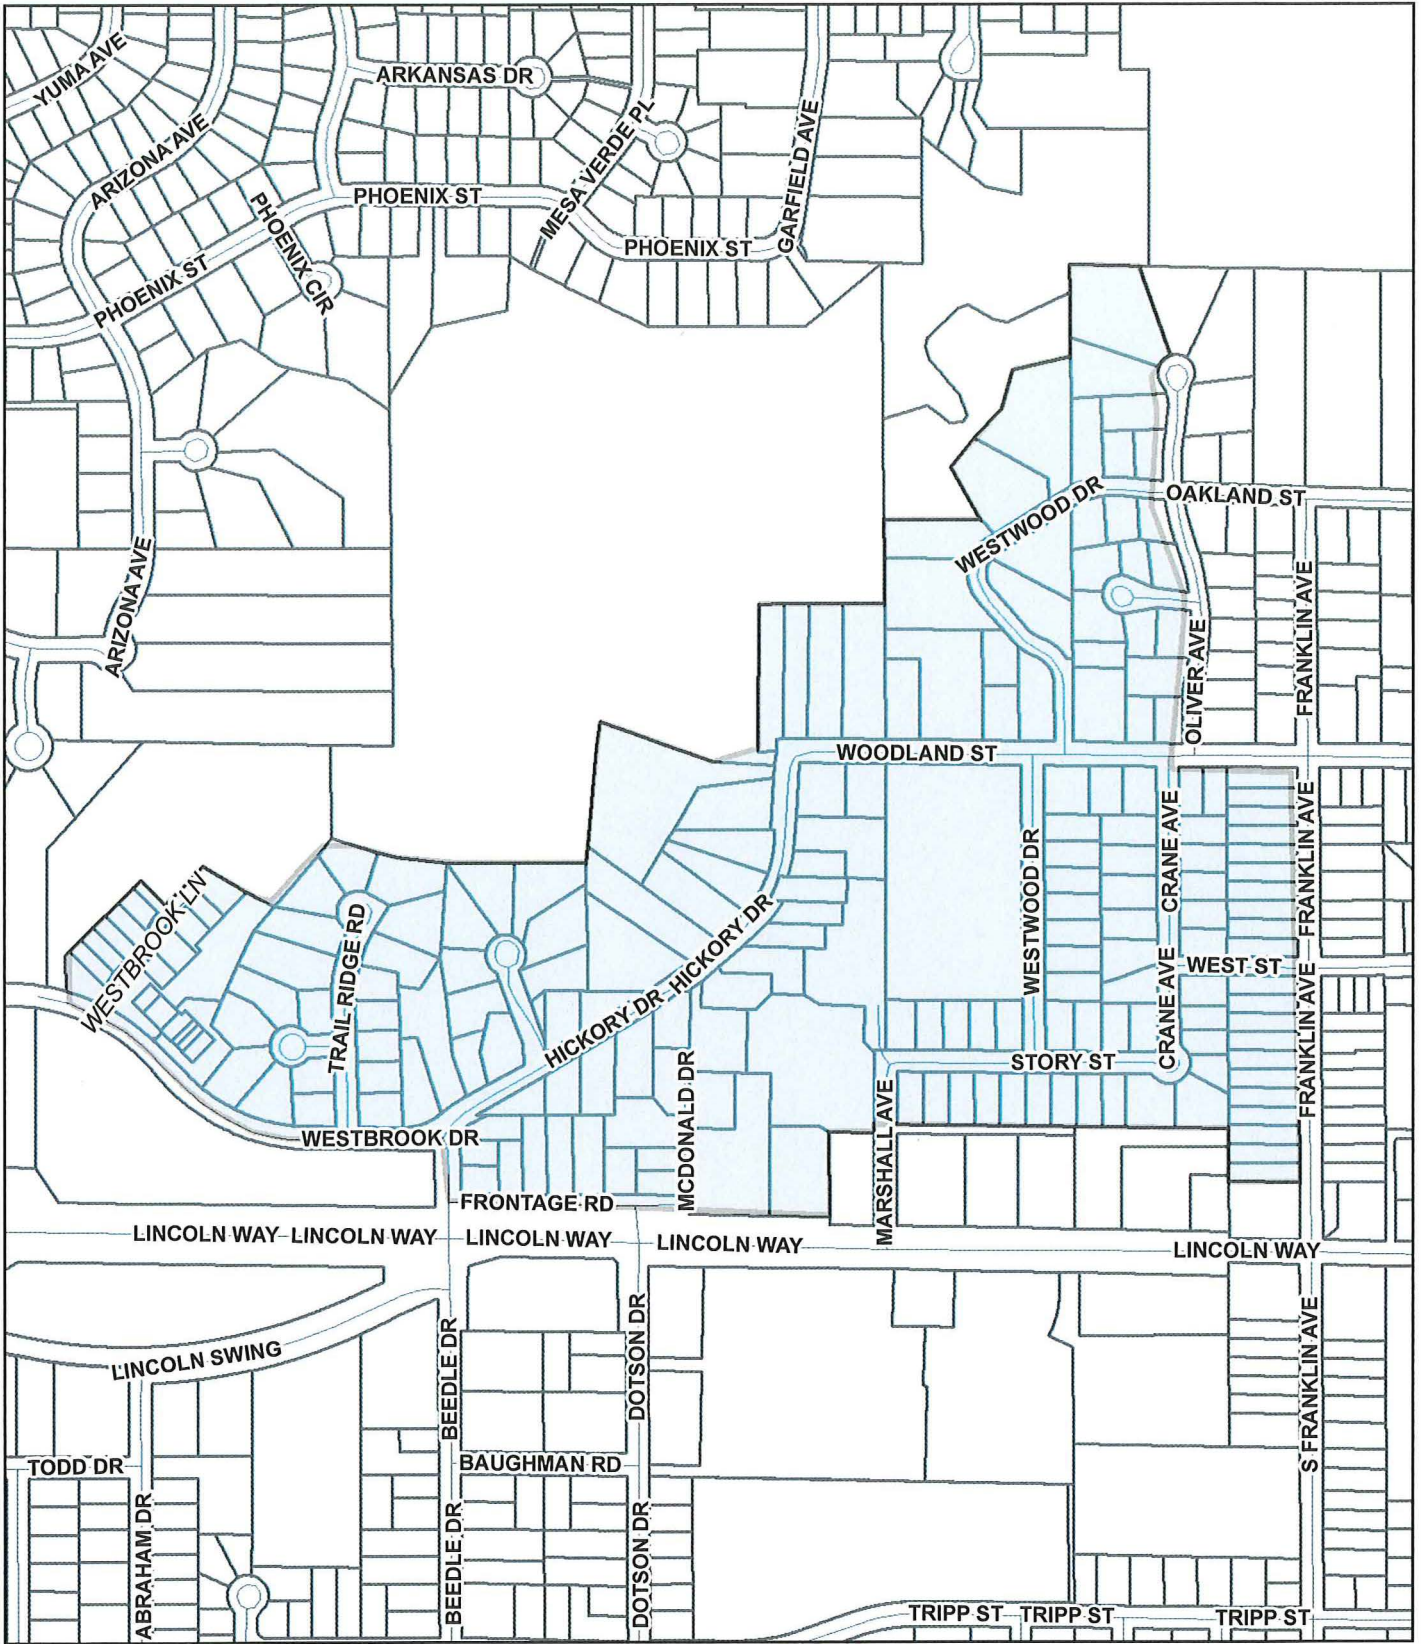 YUMA AVE
ARKANSAS DR
ARIZONA AVE
MESA VERDE PL
GARFIELD AVE
PHOENIX ST
PHOENIX CIR
PHOENIX ST
PHOENIX ST
WESTWOOD DR
OAKLAND ST
ARIZONA AVE
FRANKLIN AVE
OLIVER AVE
WOODLAND ST
WESTWOOD DR
CRANE AVE
FRANKLIN AVE
WESTBROOK LN
TRAIL RIDGE RD
HICKORY DR
HICKORY DR
WEST ST
CRANE AVE
FRANKLIN AVE
STORY ST
MCDONALD DR
MARSHALL AVE
WESTBROOK DR
FRONTAGE RD
LINCOLN WAY
LINCOLN WAY
LINCOLN WAY
LINCOLN WAY
LINCOLN WAY
LINCOLN SWING
BEEDLE DR
DOTSON DR
S FRANKLIN AVE
TODD DR
BAUGHMAN RD
ABRAHAM DR
BEEDLE DR
DOTSON DR
TRIPP ST
TRIPP ST
TRIPP ST